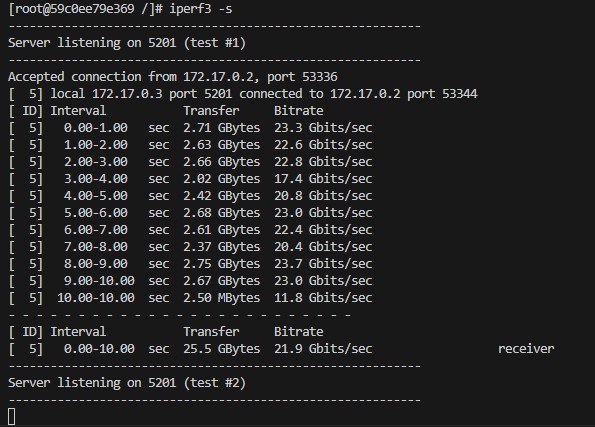 [root@59c0ee79e369 /]# iperf3 -s
-----------------------------------------------------------
Server listening on 5201 (test #1)
-----------------------------------------------------------
Accepted connection from 172.17.0.2, port 53336
[  5] local 172.17.0.3 port 5201 connected to 172.17.0.2 port 53344
[ ID] Interval           Transfer     Bitrate
[  5]   0.00-1.00   sec  2.71 GBytes  23.3 Gbits/sec
[  5]   1.00-2.00   sec  2.63 GBytes  22.6 Gbits/sec
[  5]   2.00-3.00   sec  2.66 GBytes  22.8 Gbits/sec
[  5]   3.00-4.00   sec  2.02 GBytes  17.4 Gbits/sec
[  5]   4.00-5.00   sec  2.42 GBytes  20.8 Gbits/sec
[  5]   5.00-6.00   sec  2.68 GBytes  23.0 Gbits/sec
[  5]   6.00-7.00   sec  2.61 GBytes  22.4 Gbits/sec
[  5]   7.00-8.00   sec  2.37 GBytes  20.4 Gbits/sec
[  5]   8.00-9.00   sec  2.75 GBytes  23.7 Gbits/sec
[  5]   9.00-10.00  sec  2.67 GBytes  23.0 Gbits/sec
[  5]  10.00-10.00  sec  2.50 MBytes  11.8 Gbits/sec
- - - - - - - - - - - - - - - - - - - - - - - - -
[ ID] Interval           Transfer     Bitrate
[  5]   0.00-10.00  sec  25.5 GBytes  21.9 Gbits/sec                  receiver
-----------------------------------------------------------
Server listening on 5201 (test #2)
-----------------------------------------------------------